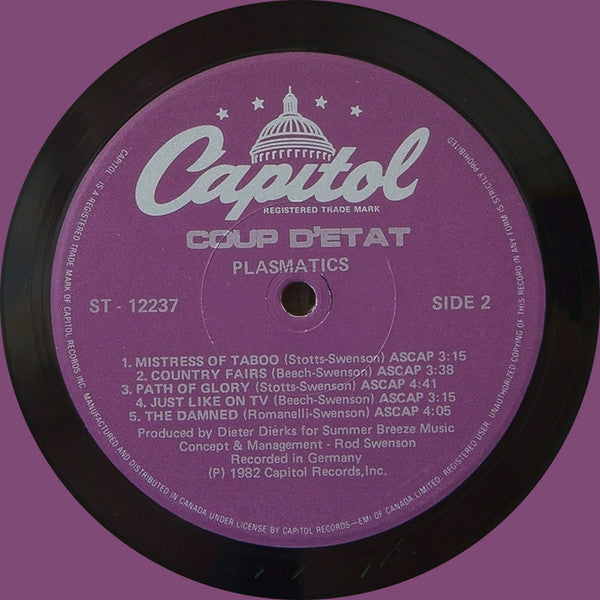 Capitol
REGISTERED TRADE MARK
COUP D'ETAT
PLASMATICS
ST - 12237
SIDE 2
1. MISTRESS OF TABOO (Stotts-Swenson) ASCAP 3:15
2. COUNTRY FAIRS (Beech-Swenson) ASCAP 3:38
3. PATH OF GLORY (Stotts-Swenson) ASCAP 4:41
4. JUST LIKE ON TV (Beech-Swenson) ASCAP 3:15
5. THE DAMNED (Romanelli-Swenson) ASCAP 4:05
Produced by Dieter Dierks for Summer Breeze Music
Concept & Management - Rod Swenson
Recorded in Germany
(P) 1982 Capitol Records,Inc.
"CAPITOL" IS A REGISTERED TRADE MARK OF CAPITOL RECORDS INC. MANUFACTURED AND DISTRIBUTED IN CANADA UNDER LICENSE BY CAPITOL RECORDS—EMI OF CANADA LIMITED. REGISTERED USER. UNAUTHORIZED COPYING OF THIS RECORD IN ANY FORM IS STRICTLY PROHIBITED